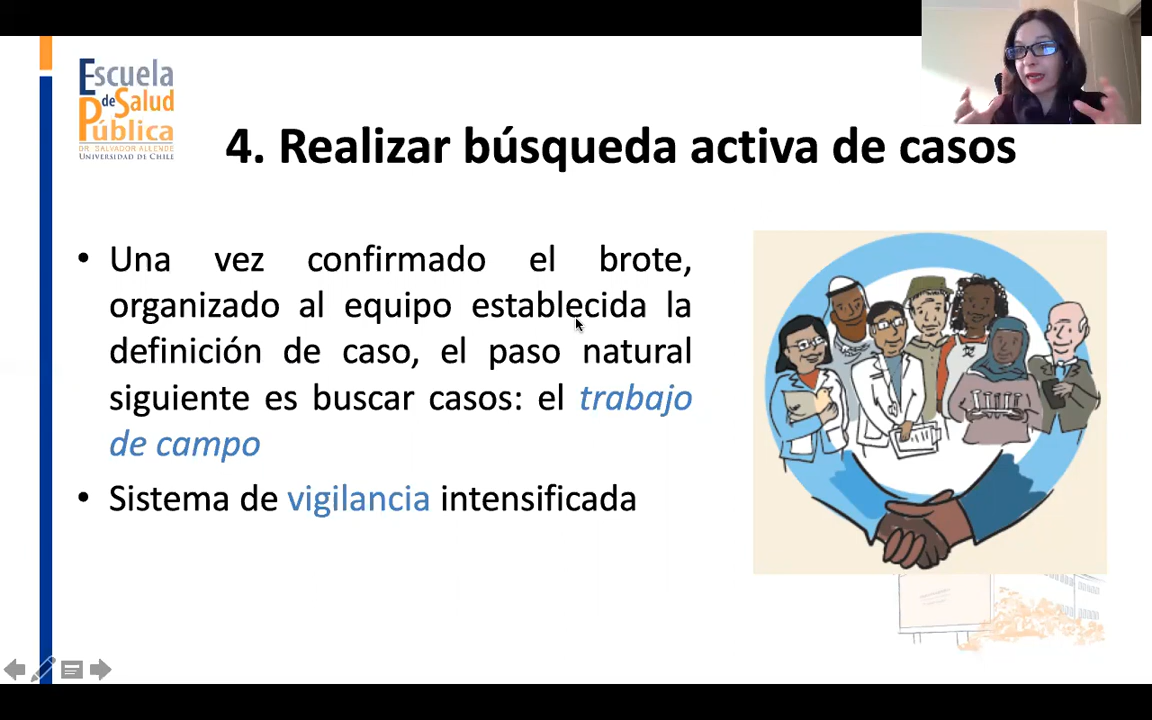 Escuela
de Salud
Pública
DR. SALVADOR ALLENDE
UNIVERSIDAD DE CHILE
4. Realizar búsqueda activa de casos
• Una vez confirmado el brote,
organizado al equipo establecida la
definición de caso, el paso natural
siguiente es buscar casos: el trabajo
de campo
• Sistema de vigilancia intensificada